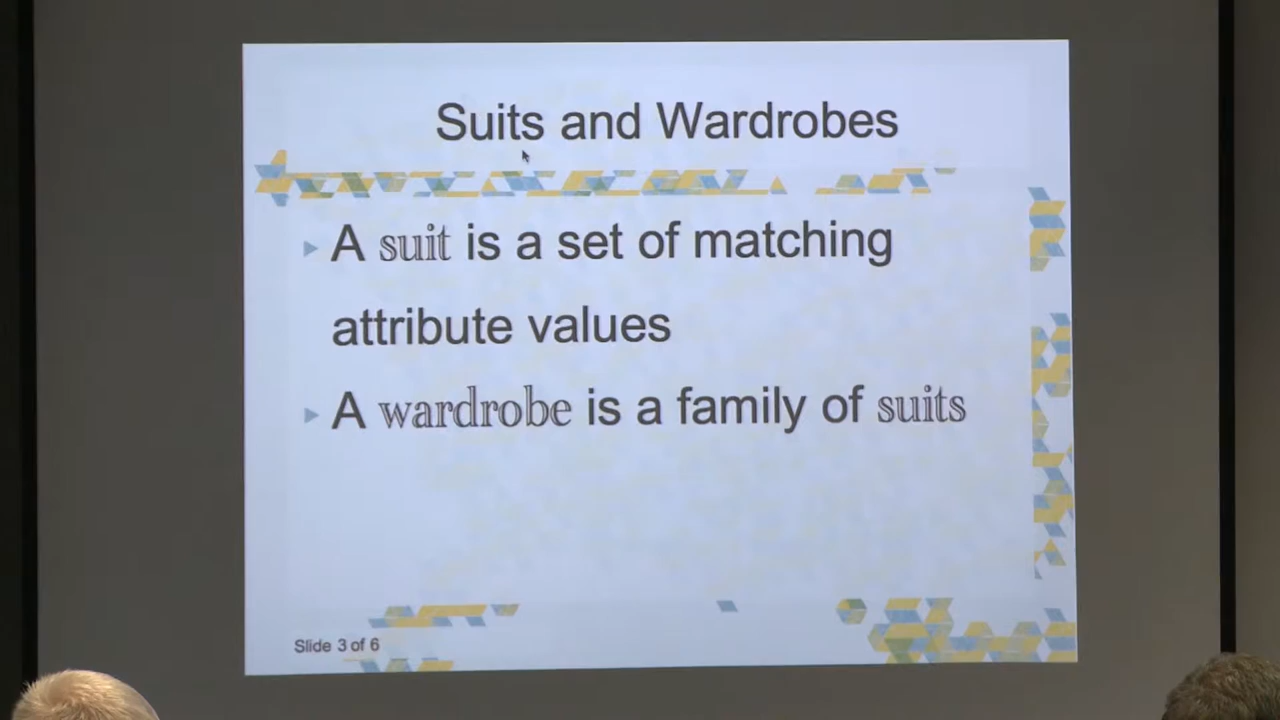 Suits and Wardrobes
A suit is a set of matching
attribute values
A wardrobe is a family of suits
Slide 3 of 6